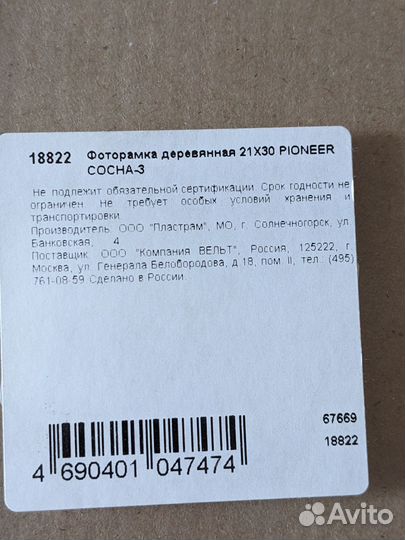 18822 Фоторамка деревянная 21X30 PIONEER
СОСНА-3
Не подлежит обязательной сертификации. Срок годности не
ограничен. Не требует особых условий хранения и
транспортировки.
Производитель: ООО "Пластрам", МО, г. Солнечногорск, ул.
Банковская, 4
Поставщик: ООО "Компания ВЕЛЬТ", Россия, 125222, г.
Москва, ул. Генерала Белобородова, д.18, пом. II, тел.: (495)
761-08-59 Сделано в России.
67669
18822
4 690401 047474
Avito